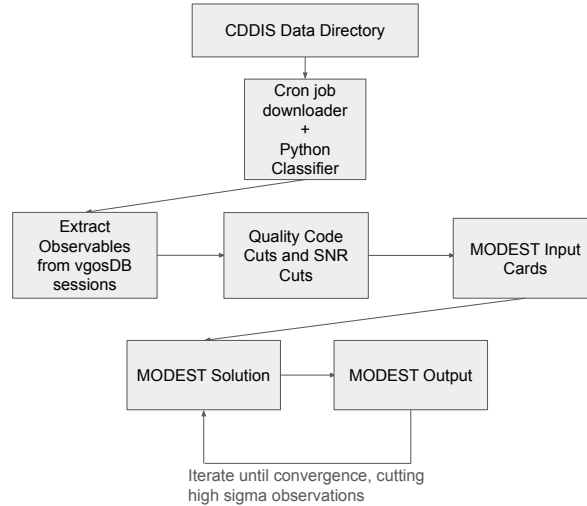 CDDIS Data Directory
Cron job
downloader
+
Python
Classifier
Extract
Observables
from vgosDB
sessions
Quality Code
Cuts and SNR
Cuts
MODEST Input
Cards
MODEST Solution
MODEST Output
Iterate until convergence, cutting
high sigma observations